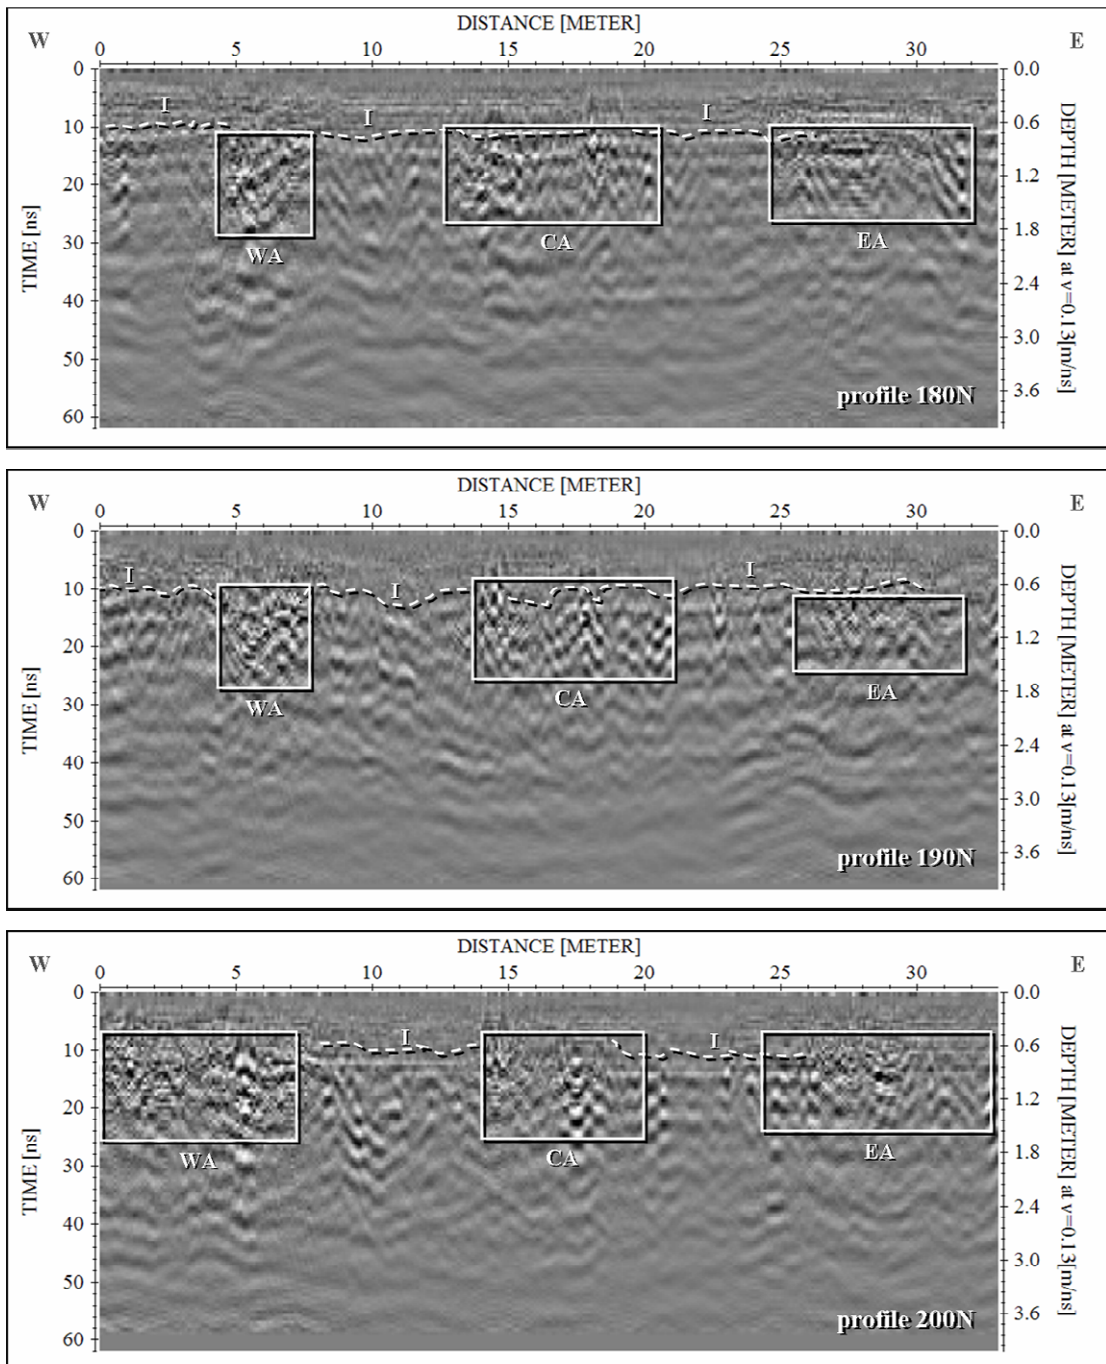 DISTANCE [METER]
W E
0 5 10 15 20 25 30
0 0.0
I I I
10 0.6
20 1.2
30 1.8
40 2.4
50 3.0
60 3.6
TIME [ns]
DEPTH [METER] at v=0.13[m/ns]
WA CA EA
profile 180N
DISTANCE [METER]
W E
0 5 10 15 20 25 30
0 0.0
I I I
10 0.6
20 1.2
30 1.8
40 2.4
50 3.0
60 3.6
TIME [ns]
DEPTH [METER] at v=0.13[m/ns]
WA CA EA
profile 190N
DISTANCE [METER]
W E
0 5 10 15 20 25 30
0 0.0
I I
10 0.6
20 1.2
30 1.8
40 2.4
50 3.0
60 3.6
TIME [ns]
DEPTH [METER] at v=0.13[m/ns]
WA CA EA
profile 200N